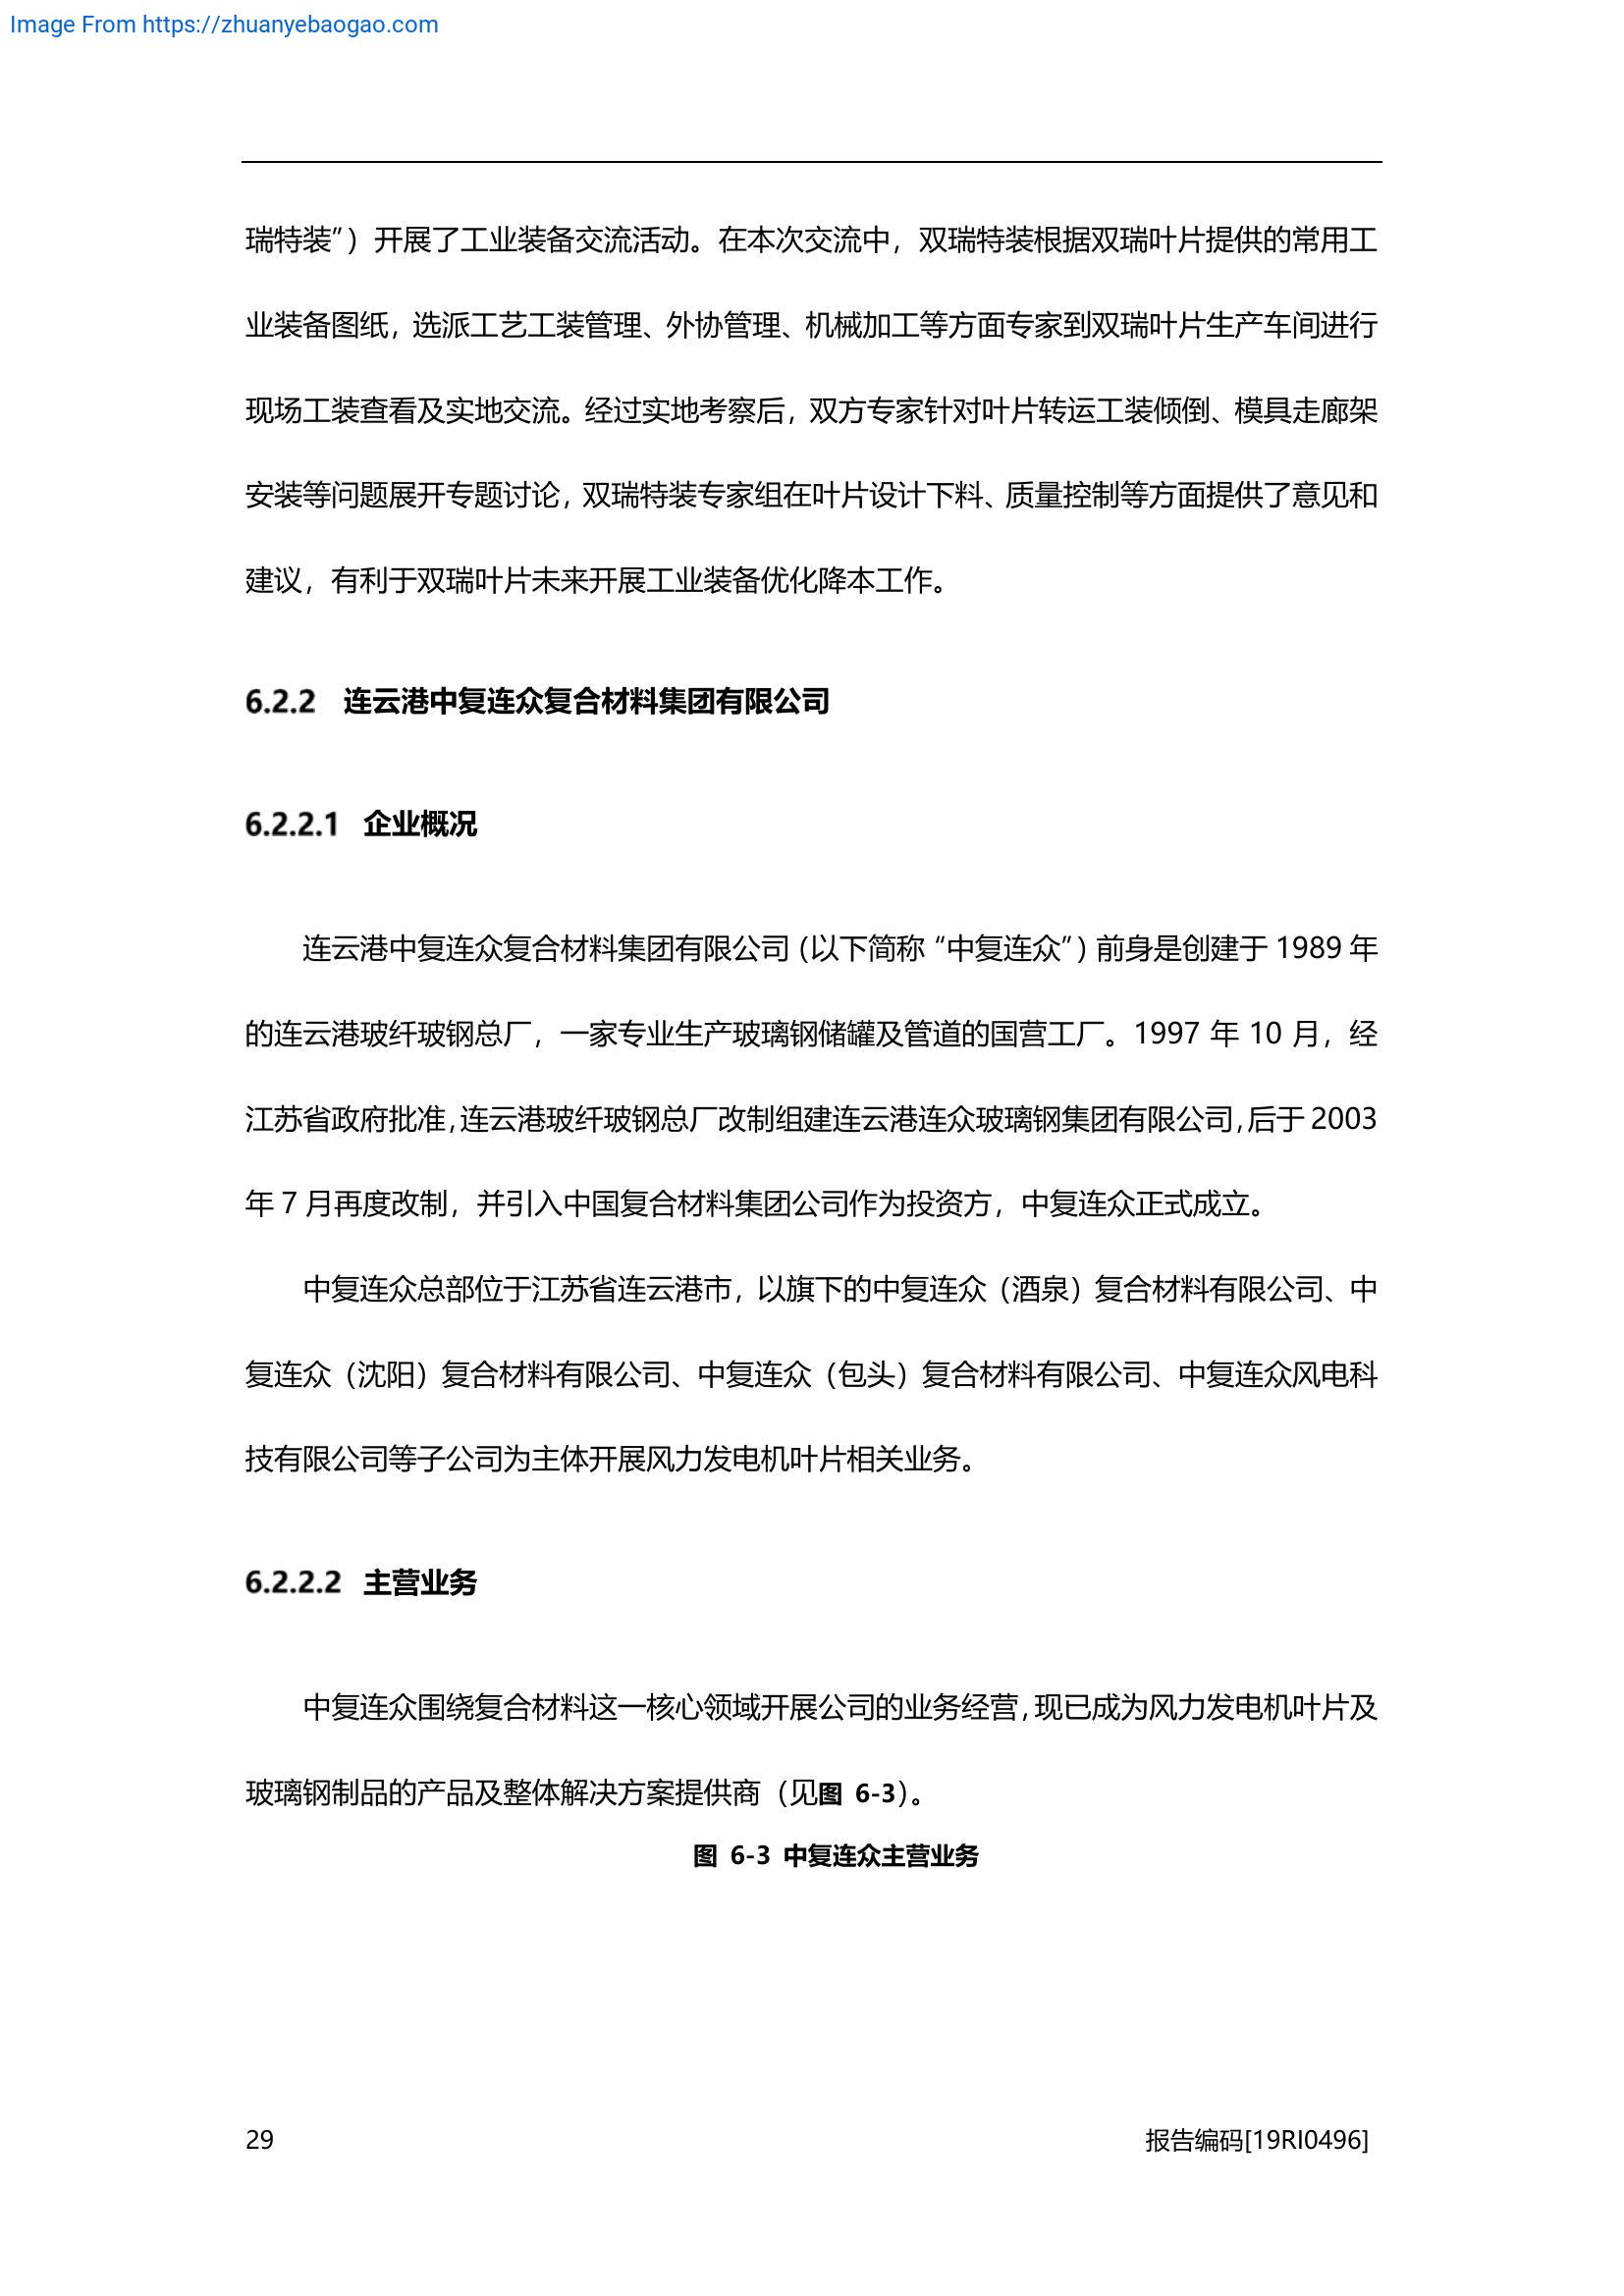 Image From https://zhuanyebaogao.com
瑞特装”）开展了工业装备交流活动。在本次交流中，双瑞特装根据双瑞叶片提供的常用工
业装备图纸，选派工艺工装管理、外协管理、机械加工等方面专家到双瑞叶片生产车间进行
现场工装查看及实地交流。经过实地考察后，双方专家针对叶片转运工装倾倒、模具走廊架
安装等问题展开专题讨论，双瑞特装专家组在叶片设计下料、质量控制等方面提供了意见和
建议，有利于双瑞叶片未来开展工业装备优化降本工作。
6.2.2 连云港中复连众复合材料集团有限公司
6.2.2.1 企业概况
连云港中复连众复合材料集团有限公司（以下简称“中复连众”）前身是创建于 1989 年
的连云港玻纤玻钢总厂，一家专业生产玻璃钢储罐及管道的国营工厂。1997 年 10 月，经
江苏省政府批准，连云港玻纤玻钢总厂改制组建连云港连众玻璃钢集团有限公司，后于 2003
年 7 月再度改制，并引入中国复合材料集团公司作为投资方，中复连众正式成立。
中复连众总部位于江苏省连云港市，以旗下的中复连众（酒泉）复合材料有限公司、中
复连众（沈阳）复合材料有限公司、中复连众（包头）复合材料有限公司、中复连众风电科
技有限公司等子公司为主体开展风力发电机叶片相关业务。
6.2.2.2 主营业务
中复连众围绕复合材料这一核心领域开展公司的业务经营，现已成为风力发电机叶片及
玻璃钢制品的产品及整体解决方案提供商（见图 6-3）。
图 6-3 中复连众主营业务
29
报告编码[19RI0496]